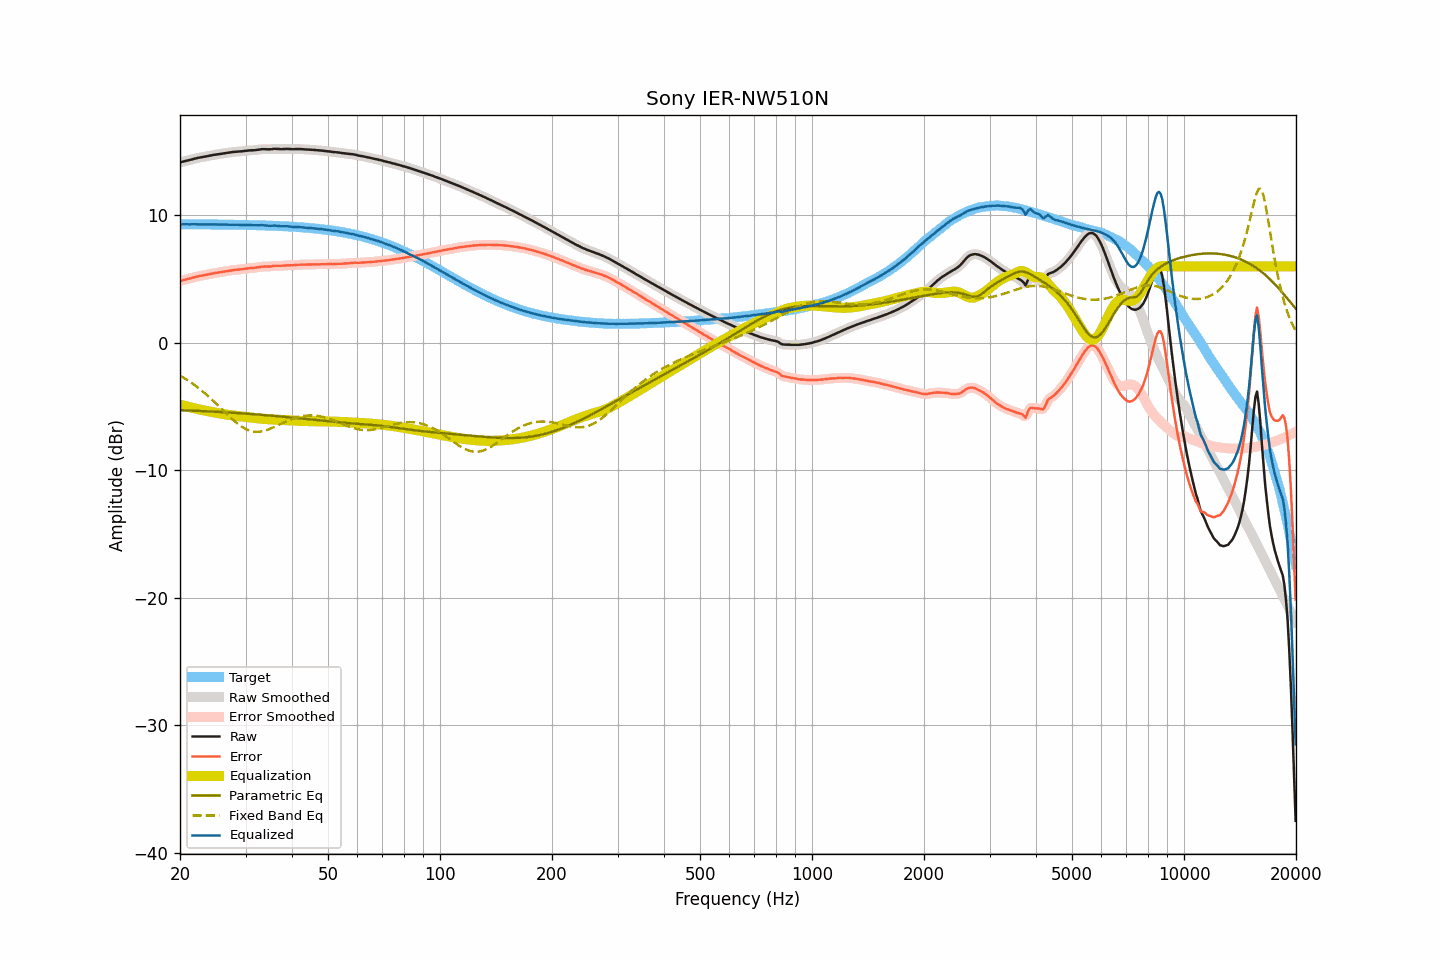 Sony IER-NW510N
10
0
−10
−20
−30
−40
Amplitude (dBr)
Target
Raw Smoothed
Error Smoothed
Raw
Error
Equalization
Parametric Eq
Fixed Band Eq
Equalized
20 50 100 200 500 1000 2000 5000 10000 20000
Frequency (Hz)